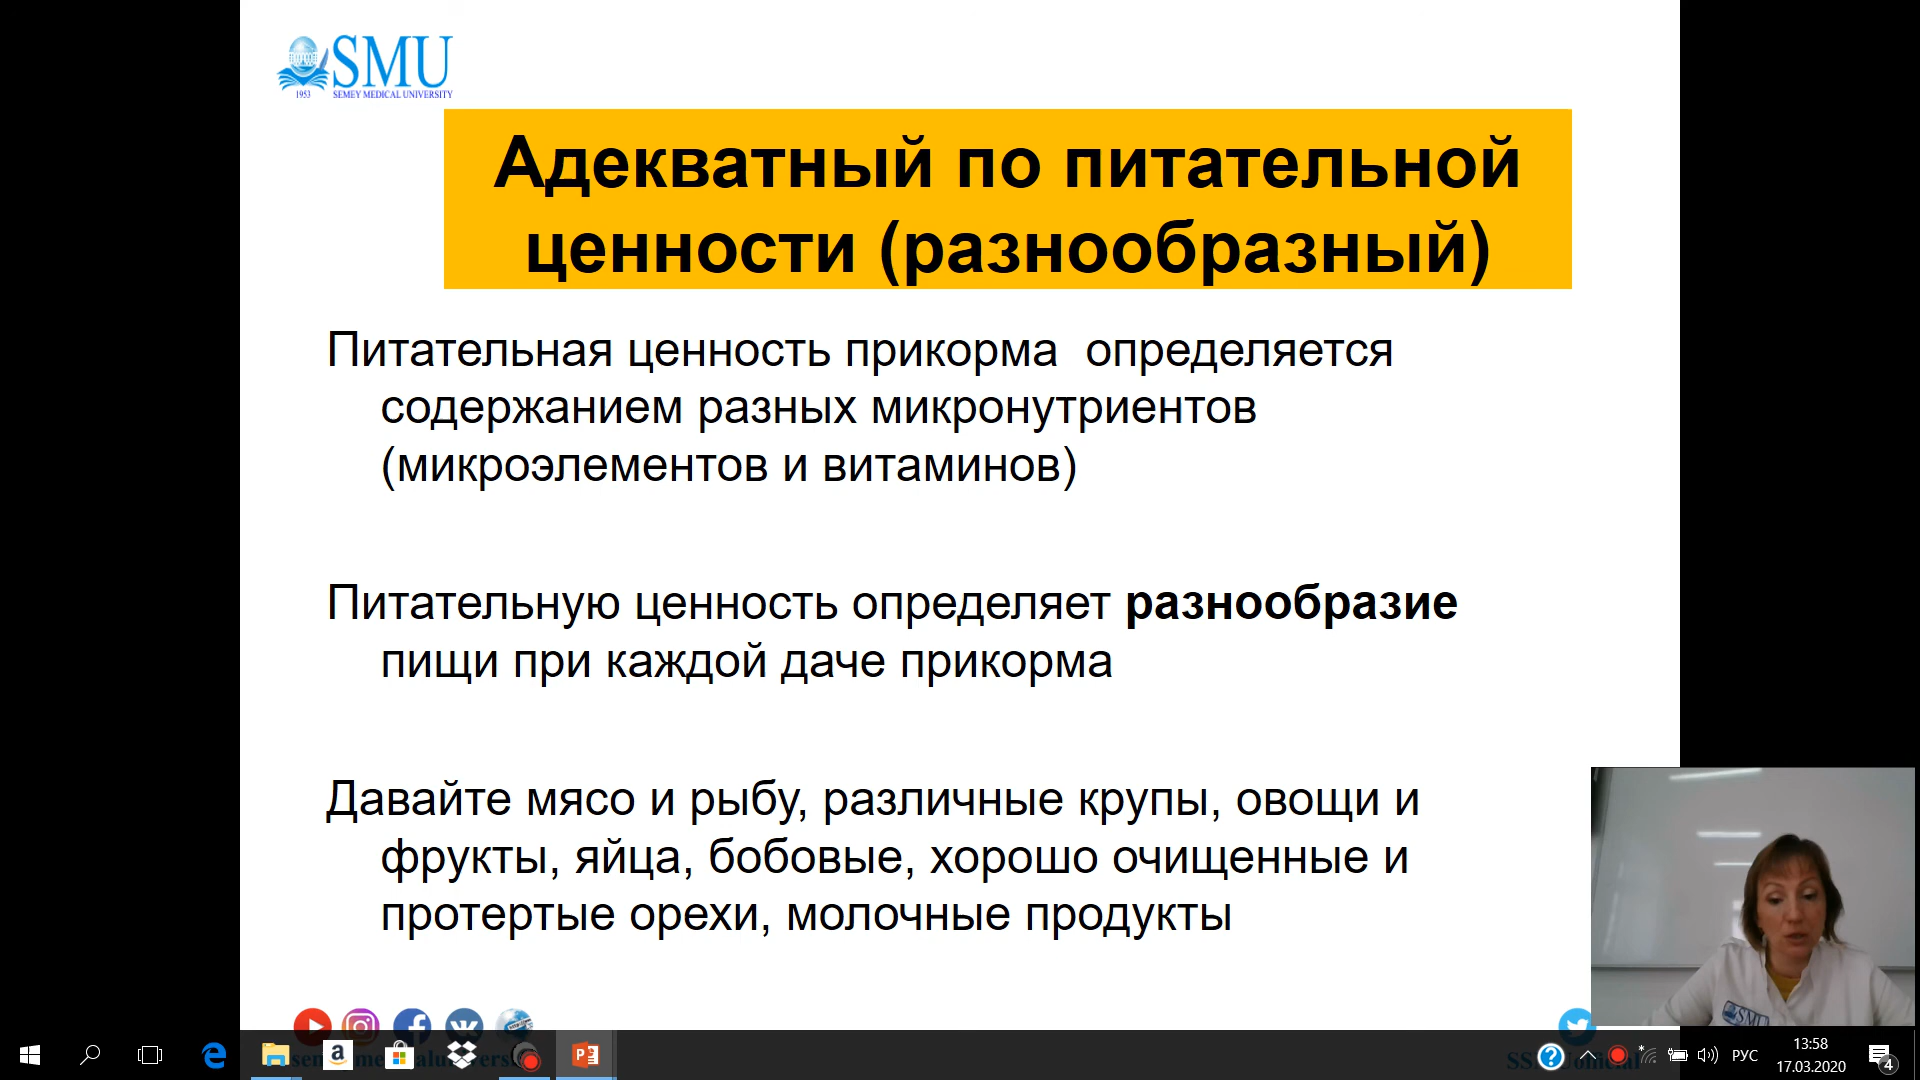 SMU
1953 SEMEY MEDICAL UNIVERSITY
Адекватный по питательной
ценности (разнообразный)
Питательная ценность прикорма определяется
содержанием разных микронутриентов
(микроэлементов и витаминов)
Питательную ценность определяет разнообразие
пищи при каждой даче прикорма
Давайте мясо и рыбу, различные крупы, овощи и
фрукты, яйца, бобовые, хорошо очищенные и
протертые орехи, молочные продукты
SMU
РУС
13:58
17.03.2020
4